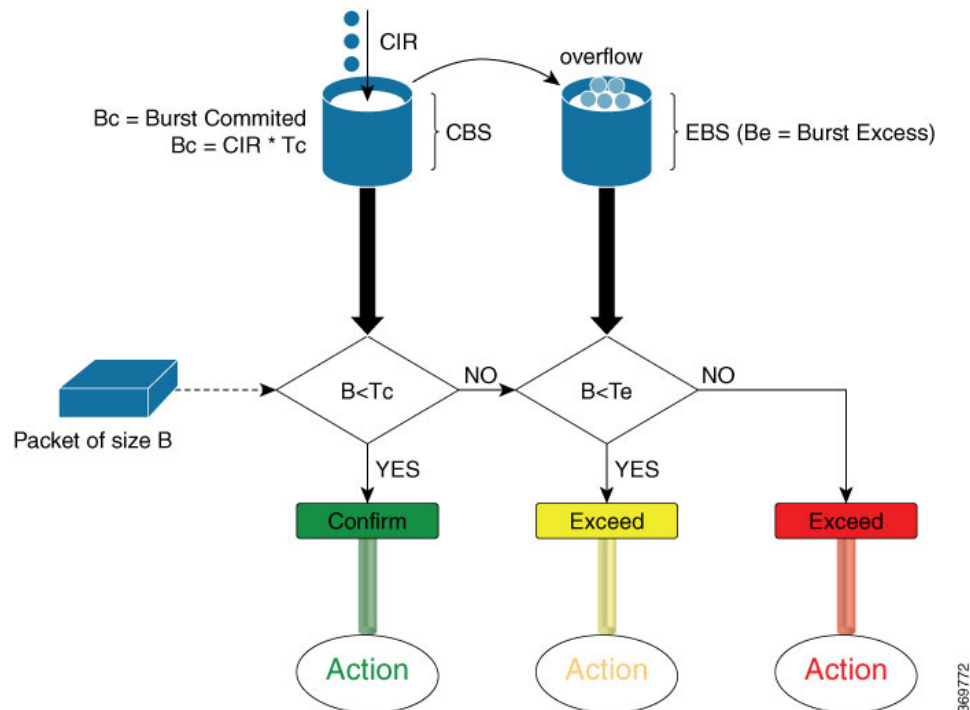 CIR
overflow
Bc = Burst Commited
Bc = CIR * Tc
CBS
EBS (Be = Burst Excess)
B<Tc
NO
B<Te
NO
Packet of size B
YES
YES
Confirm
Exceed
Exceed
Action
Action
Action
369772